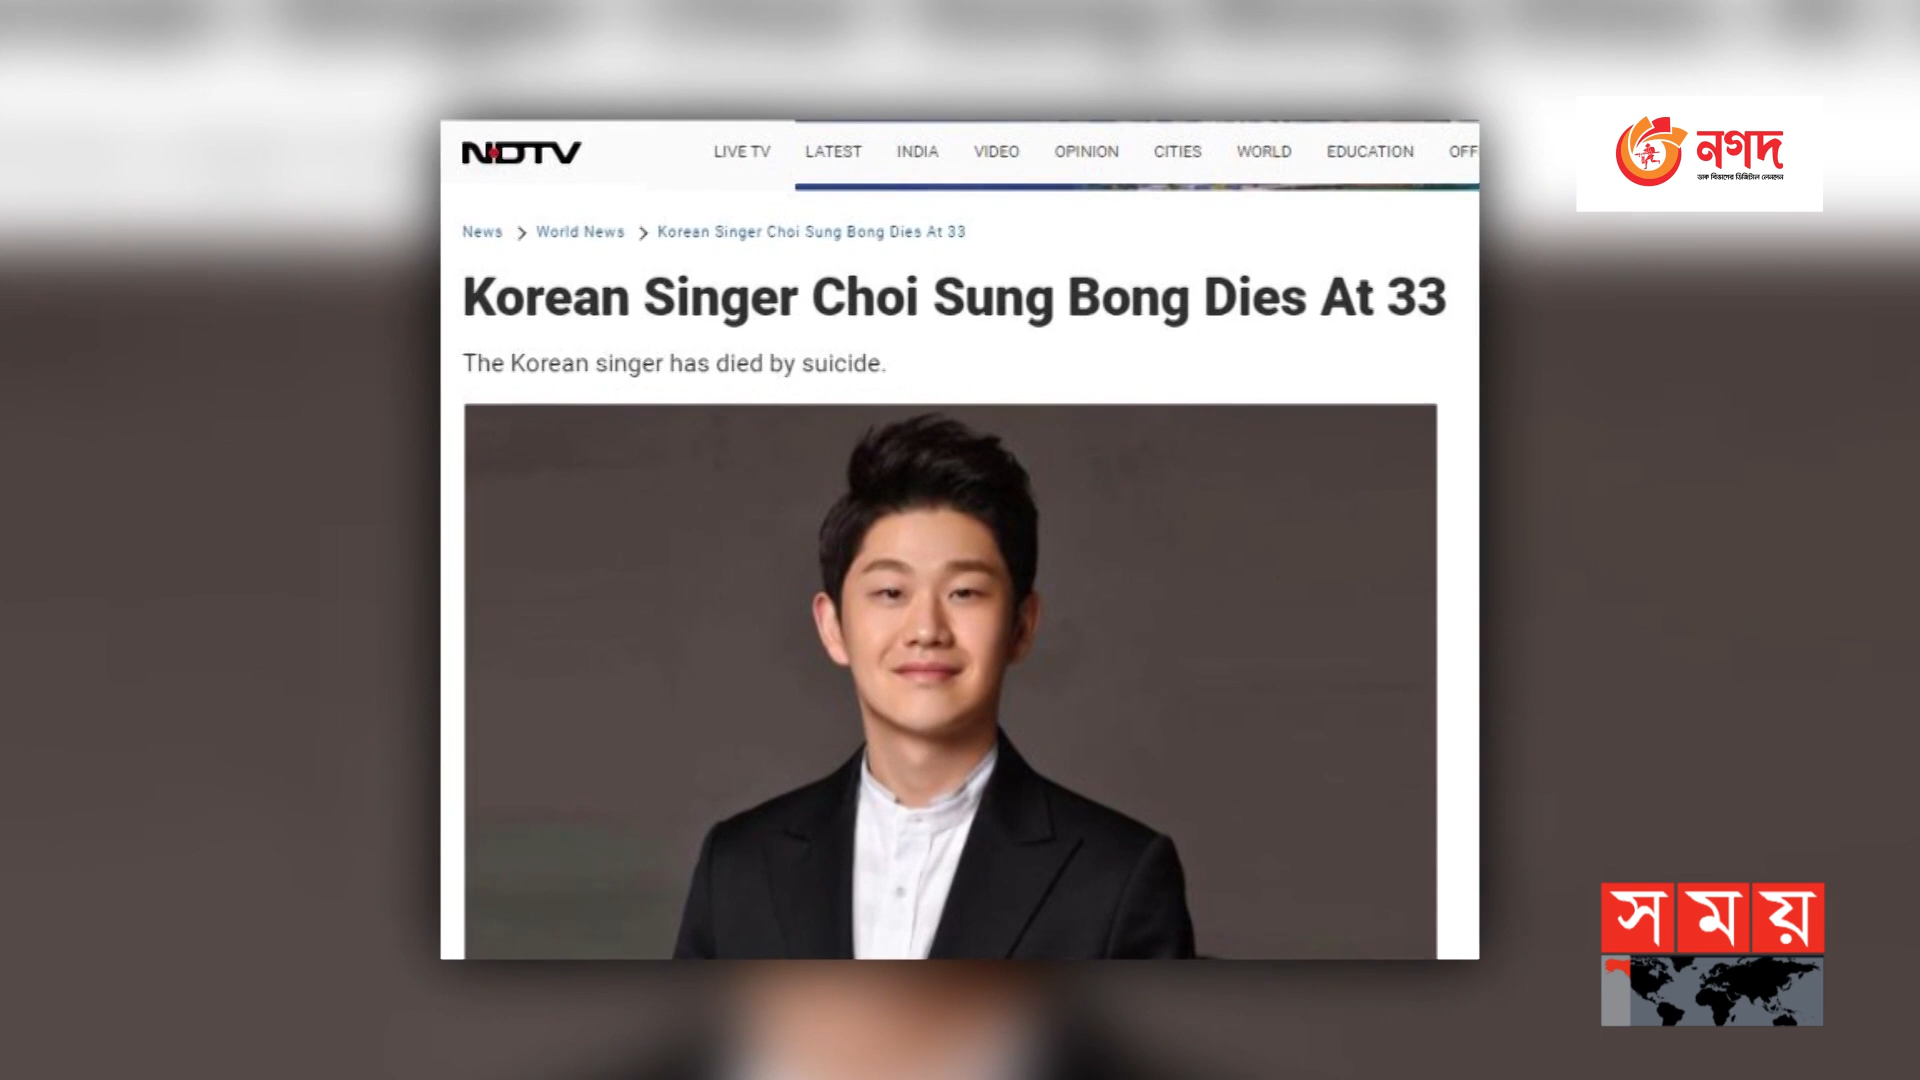 NDTV
LIVE TV LATEST INDIA VIDEO OPINION CITIES WORLD EDUCATION OFF
News > World News > Korean Singer Choi Sung Bong Dies At 33
Korean Singer Choi Sung Bong Dies At 33
The Korean singer has died by suicide.
নগদ
ডাক বিভাগের ডিজিটাল লেনদেন
সময়